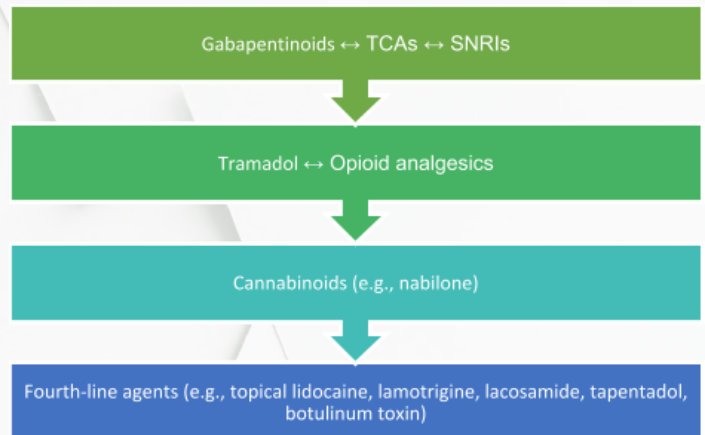 Gabapentinoids ↔ TCAs ↔ SNRIs
Tramadol ↔ Opioid analgesics
Cannabinoids (e.g., nabilone)
Fourth-line agents (e.g., topical lidocaine, lamotrigine, lacosamide, tapentadol,
botulinum toxin)